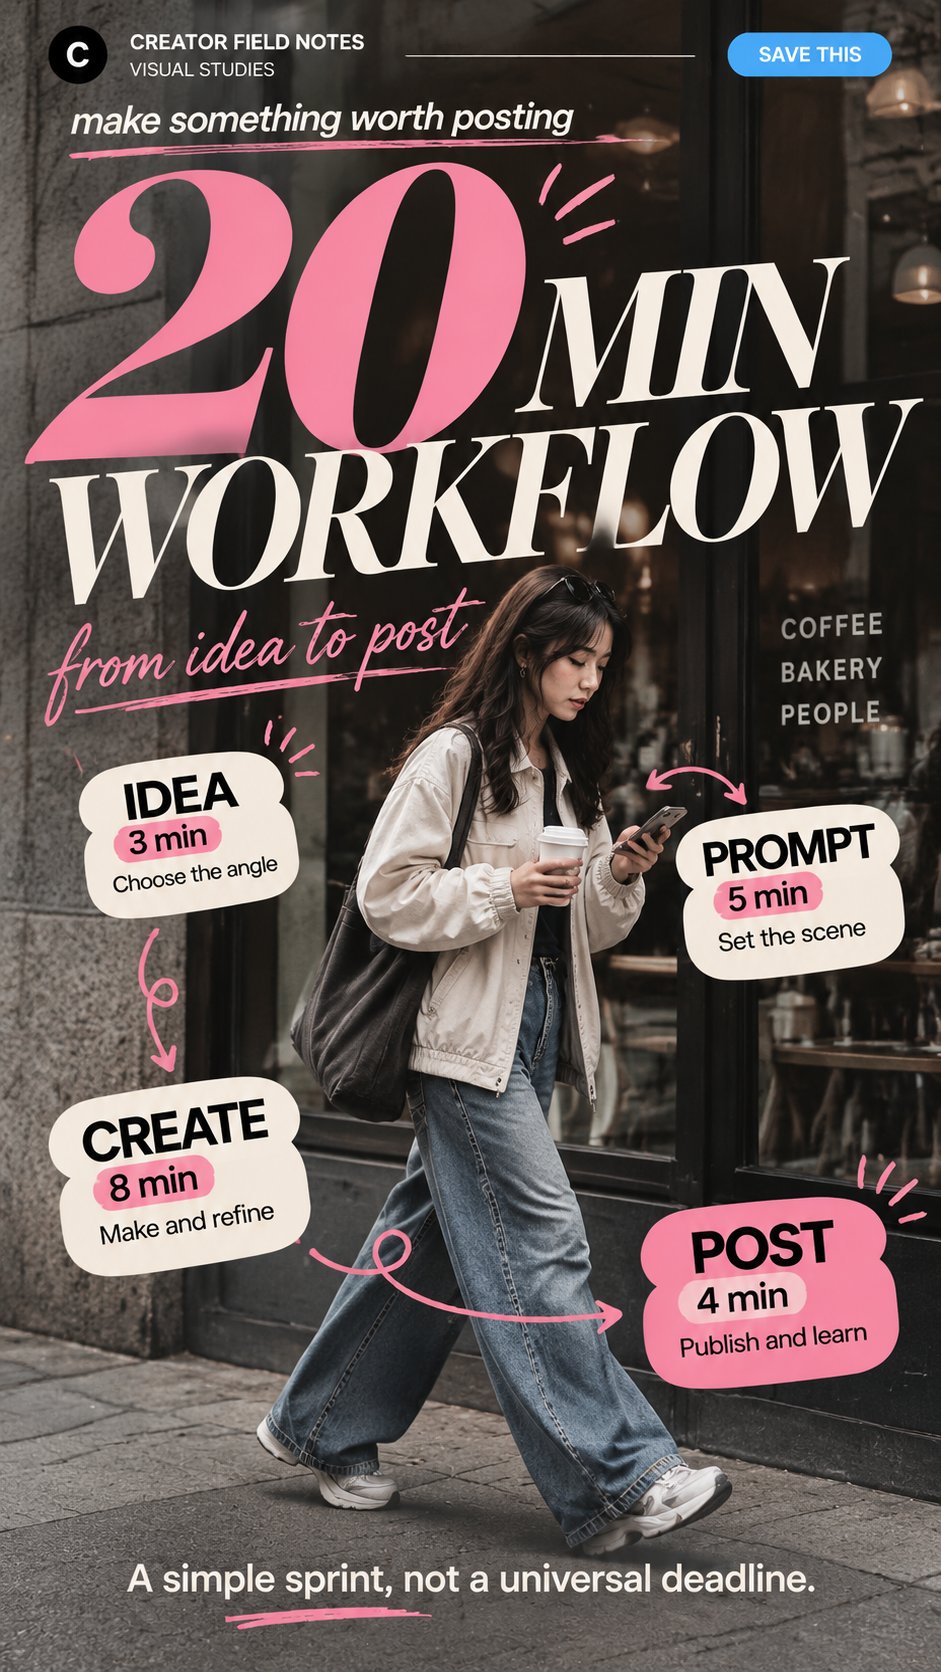 C
CREATOR FIELD NOTES
VISUAL STUDIES
SAVE THIS
make something worth posting
20 MIN
WORKFLOW
from idea to post
COFFEE
BAKERY
PEOPLE
IDEA
3 min
Choose the angle
PROMPT
5 min
Set the scene
CREATE
8 min
Make and refine
POST
4 min
Publish and learn
A simple sprint, not a universal deadline.